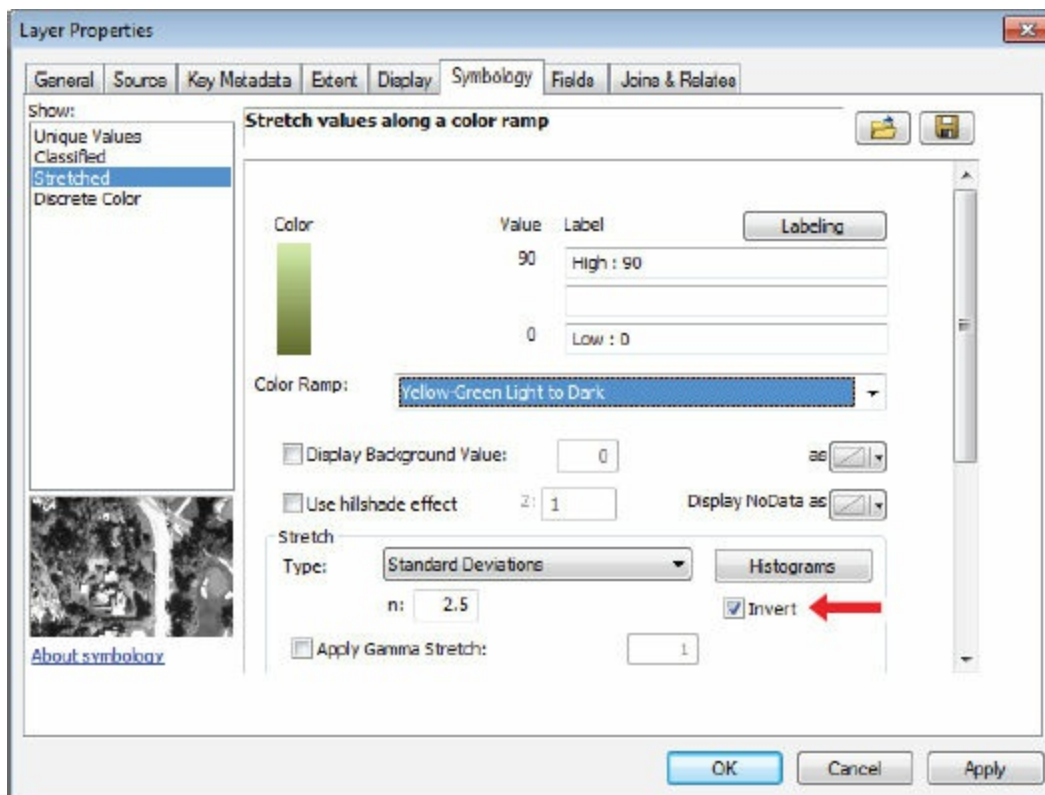 Layer Properties
General Source Key Metadata Extent Display Symbology Fields Joins & Relates
Show:
Unique Values
Classified
Stretched
Discrete Color
Stretch values along a color ramp
Color Value Label Labeling
90 High : 90
0 Low : 0
Color Ramp: Yellow-Green Light to Dark
Display Background Value: 0 as
Use hillshade effect Z: 1 Display NoData as
Stretch
Type: Standard Deviations Histograms
n: 2.5 Invert
Apply Gamma Stretch: 1
About symbology
OK Cancel Apply